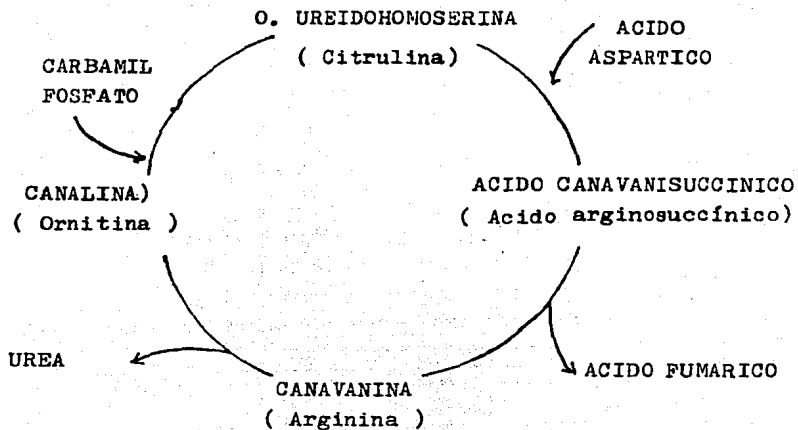 O. UREIDOHOMOSERINA
( Citrulina)
ACIDO
ASPARTICO
CARBAMIL
FOSFATO
CANALINA)
( Ornitina )
ACIDO CANAVANISUCCINICO
( Acido arginosuccínico)
UREA
ACIDO FUMARICO
CANAVANINA
( Arginina )